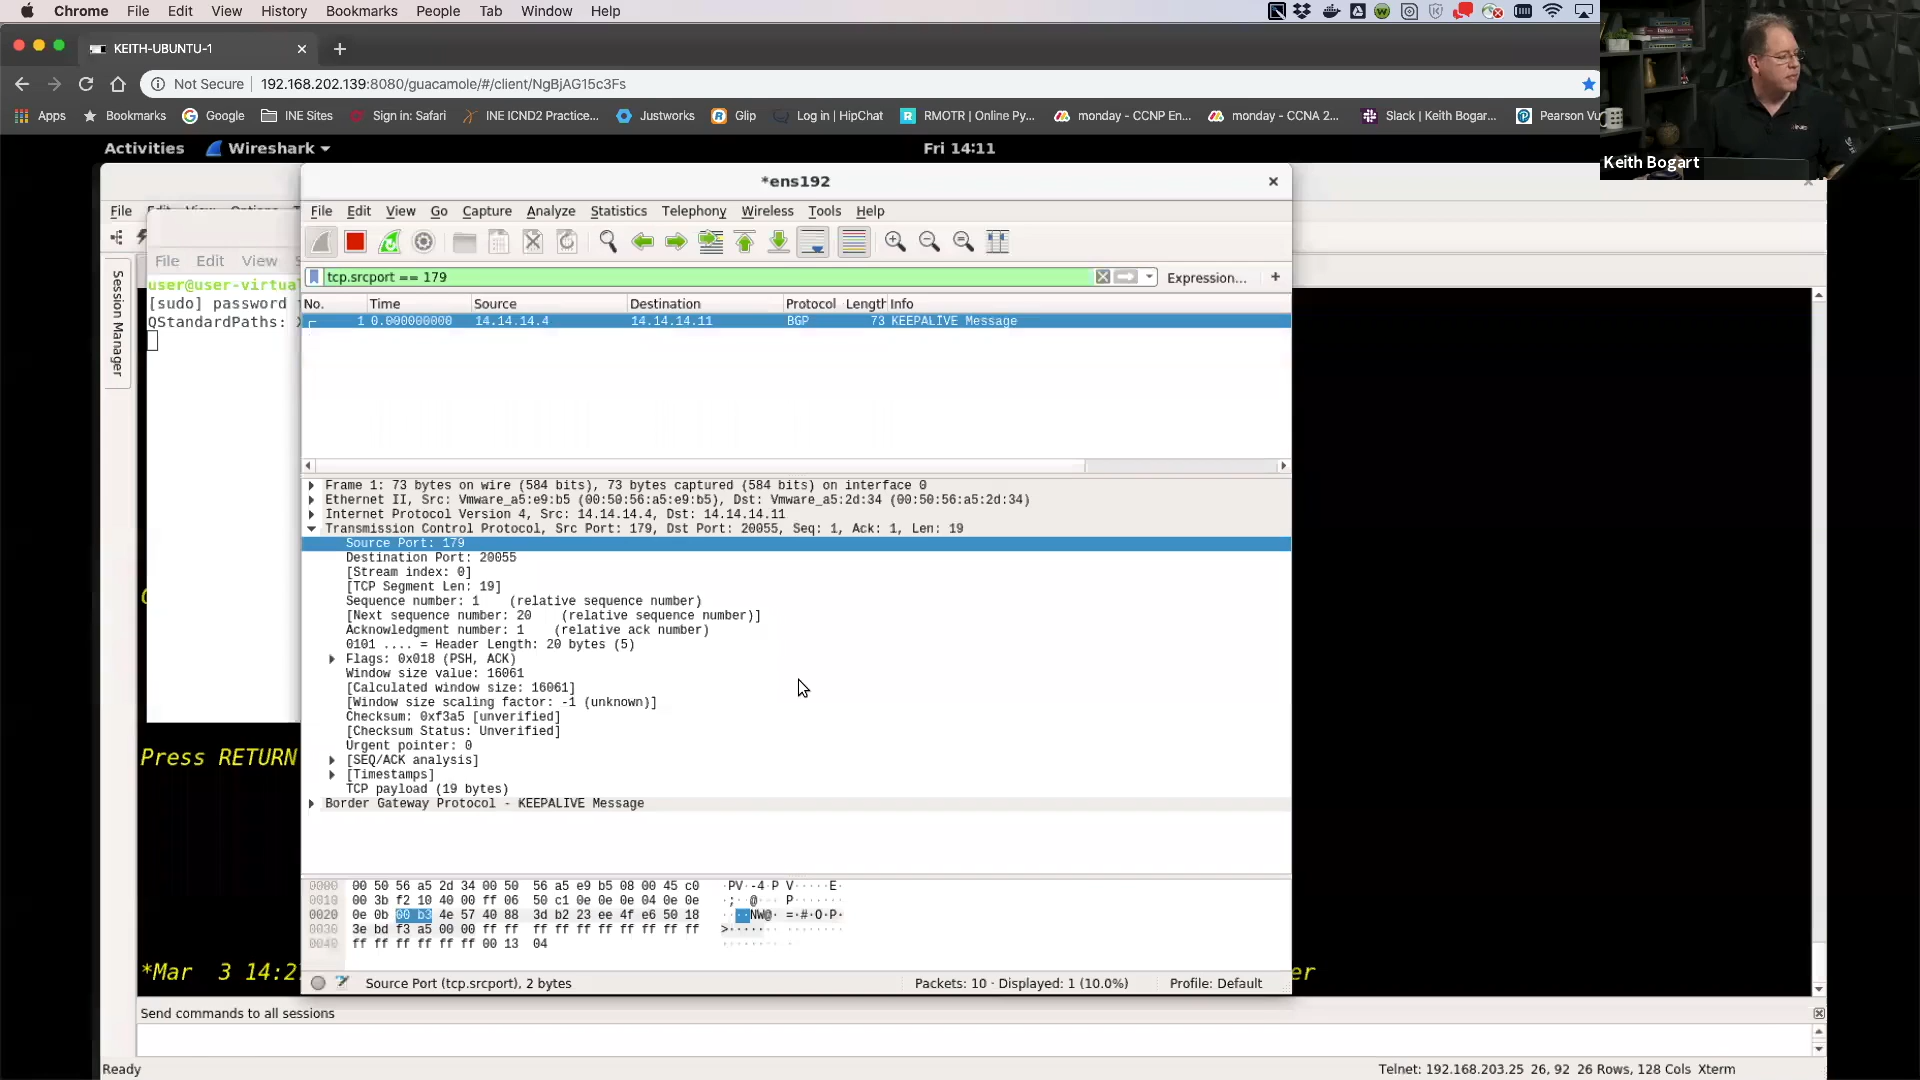 Chrome File Edit View History Bookmarks People Tab Window Help
KEITH-UBUNTU-1
Not Secure 192.168.202.139:8080/guacamole/#/client/NgBjAG15c3Fs
Apps Bookmarks Google INE Sites Sign in: Safari INE ICND2 Practice... Justworks Glip Log in | HipChat RMOTR | Online Py... monday - CCNP En... monday - CCNA 2... Slack | Keith Bogar... Pearson Vu
Keith Bogart
Activities Wireshark Fri 14:11
*ens192
File
File Edit View Go Capture Analyze Statistics Telephony Wireless Tools Help
File Edit View
tcp.srcport == 179 Expression... +
Session Manager
user@user-virtua
[sudo] password
QStandardPaths:
No. Time Source Destination Protocol Length Info
1 0.000000000 14.14.14.4 14.14.14.11 BGP 73 KEEPALIVE Message
Frame 1: 73 bytes on wire (584 bits), 73 bytes captured (584 bits) on interface 0
Ethernet II, Src: Vmware_a5:e9:b5 (00:50:56:a5:e9:b5), Dst: Vmware_a5:2d:34 (00:50:56:a5:2d:34)
Internet Protocol Version 4, Src: 14.14.14.4, Dst: 14.14.14.11
Transmission Control Protocol, Src Port: 179, Dst Port: 20055, Seq: 1, Ack: 1, Len: 19
Source Port: 179
Destination Port: 20055
[Stream index: 0]
[TCP Segment Len: 19]
Sequence number: 1 (relative sequence number)
[Next sequence number: 20 (relative sequence number)]
Acknowledgment number: 1 (relative ack number)
0101 .... = Header Length: 20 bytes (5)
Flags: 0x018 (PSH, ACK)
Window size value: 16061
[Calculated window size: 16061]
[Window size scaling factor: -1 (unknown)]
Checksum: 0xf3a5 [unverified]
[Checksum Status: Unverified]
Urgent pointer: 0
[SEQ/ACK analysis]
[Timestamps]
TCP payload (19 bytes)
Border Gateway Protocol - KEEPALIVE Message
Press RETURN
0000 00 50 56 a5 2d 34 00 50 56 a5 e9 b5 08 00 45 c0 ·PV·-4·P V·····E·
0010 00 3b f2 10 40 00 ff 06 50 c1 0e 0e 0e 04 0e 0e
0020 0e 0b 00 b3 4e 57 40 88 3d b2 23 ee 4f e6 50 18 ····NW@· =·#·O·P·
0030 3e bd f3 a5 00 00 ff ff ff ff ff ff ff ff ff ff
0040 ff ff ff ff ff ff 00 13 04
*Mar 3 14:2 er
Source Port (tcp.srcport), 2 bytes Packets: 10 · Displayed: 1 (10.0%) Profile: Default
Send commands to all sessions
Ready Telnet: 192.168.203.25 26, 92 26 Rows, 128 Cols Xterm